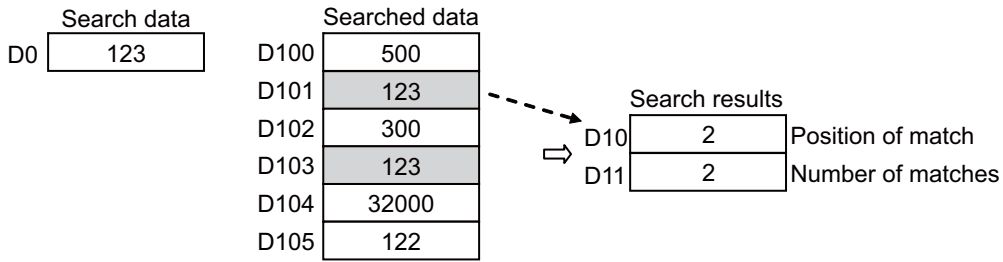 Search data
D0 123
Searched data
D100 500
D101 123
D102 300
D103 123
D104 32000
D105 122
Search results
D10 2 Position of match
D11 2 Number of matches